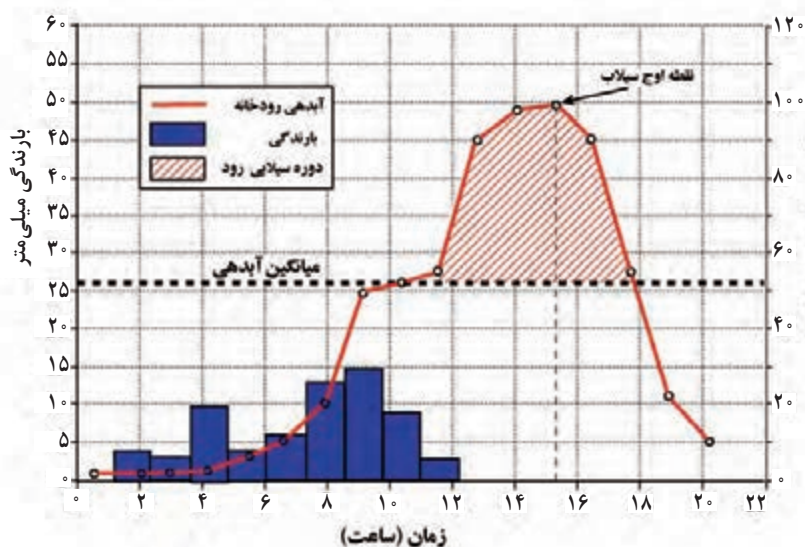 نقطه اوج سیلاب
آبدهی رودخانه
بارندگی
دوره سیلابی رود
میانگین آبدهی
بارندگی میلی‌متر
۶۰
۵۵
۵۰
۴۵
۴۰
۳۵
۳۰
۲۵
۲۰
۱۵
۱۰
۵
۰
۱۲۰
۱۰۰
۸۰
۶۰
۴۰
۲۰
۰
۰ ۲ ۴ ۶ ۸ ۱۰ ۱۲ ۱۴ ۱۶ ۱۸ ۲۰ ۲۲
زمان (ساعت)